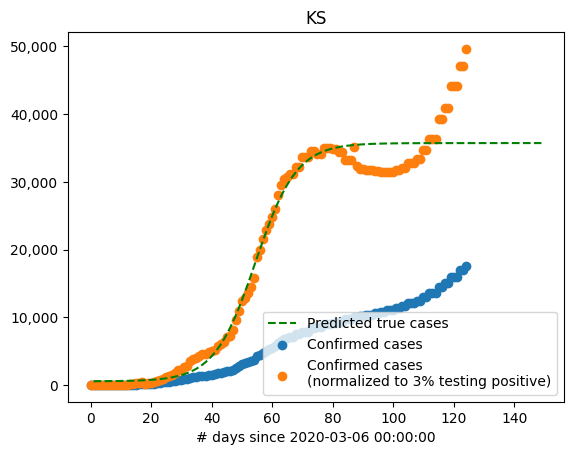 KS
50,000
40,000
30,000
20,000
10,000
0
Predicted true cases
Confirmed cases
Confirmed cases
(normalized to 3% testing positive)
0 20 40 60 80 100 120 140
# days since 2020-03-06 00:00:00